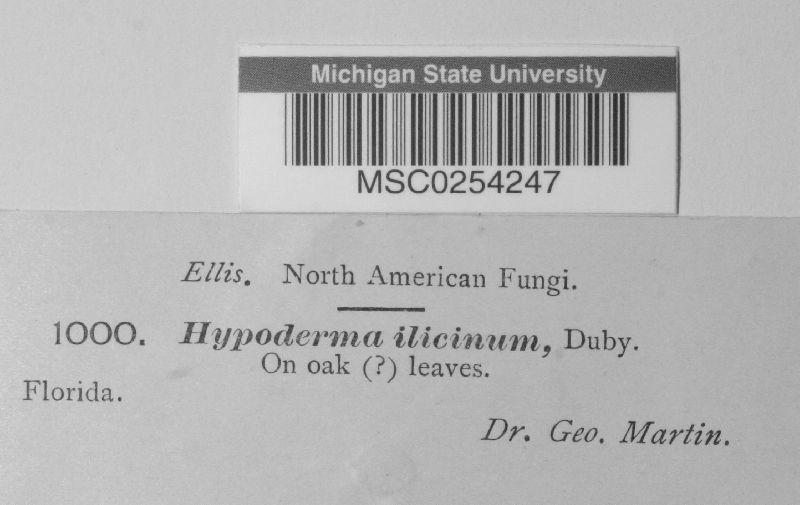 Michigan State University
MSC0254247
Ellis. North American Fungi.
1000. Hypoderma ilicinum, Duby.
On oak (?) leaves.
Florida.
Dr. Geo. Martin.